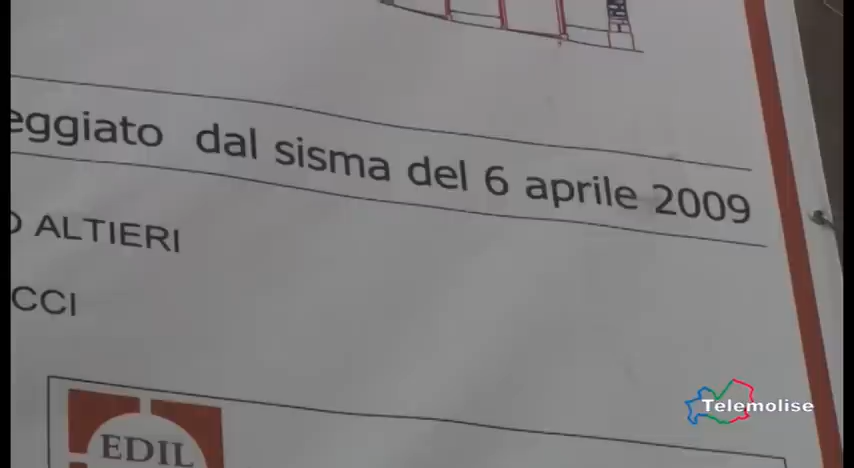 eggiato dal sisma del 6 aprile 2009
O ALTIERI
CCI
EDIL
Telemolise